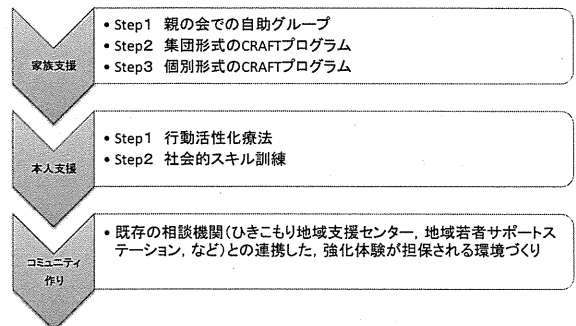 家族支援
• Step1 親の会での自助グループ
• Step2 集団形式のCRAFTプログラム
• Step3 個別形式のCRAFTプログラム
本人支援
• Step1 行動活性化療法
• Step2 社会的スキル訓練
コミュニティ
作り
• 既存の相談機関(ひきこもり地域支援センター, 地域若者サポートス
テーション, など)との連携した, 強化体験が担保される環境づくり